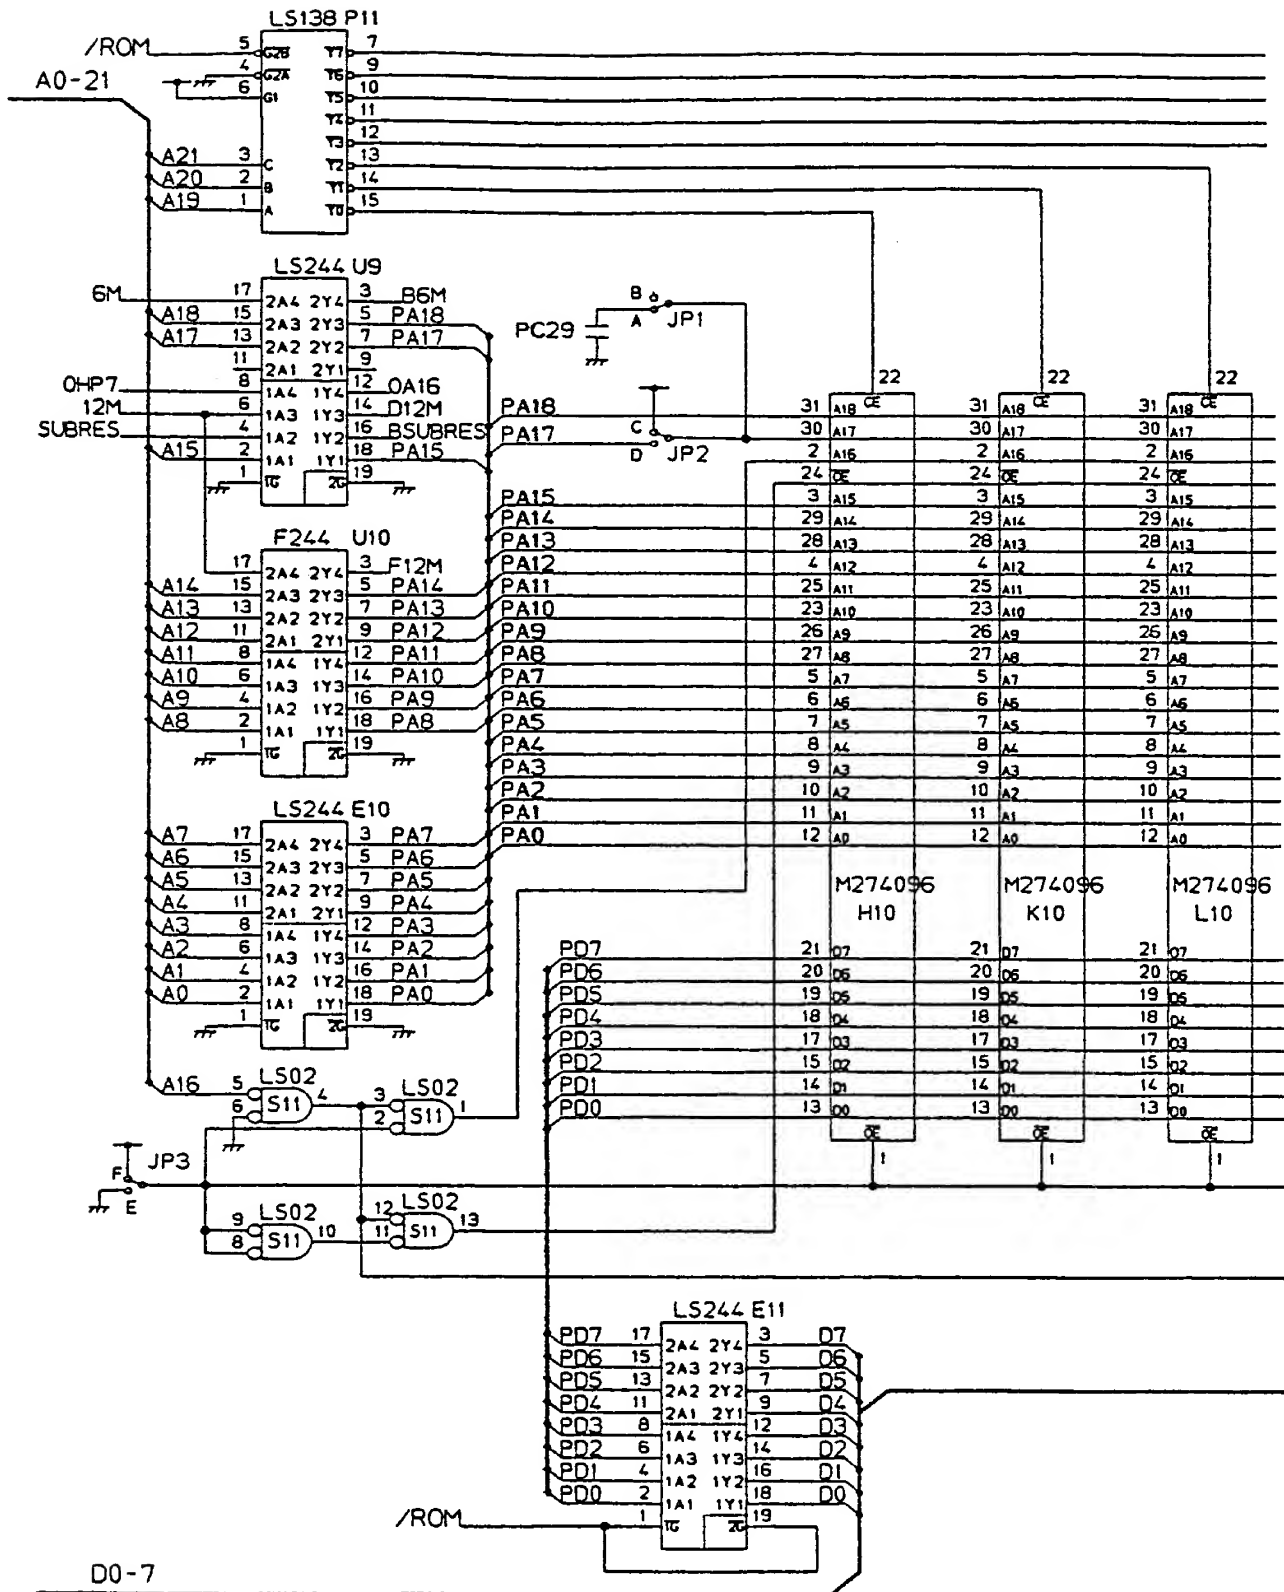 LS138 P11
/ROM 5 G2B Y7 7
4 G2A Y6 9
A0-21 6 G1 Y5 10
Y4 11
Y3 12
A21 3 C Y2 13
A20 2 B Y1 14
A19 1 A Y0 15
LS244 U9
6M 17 2A4 2Y4 3 B6M
A18 15 2A3 2Y3 5 PA18
A17 13 2A2 2Y2 7 PA17
11 2A1 2Y1 9
OHP7 8 1A4 1Y4 12 OA16
12M 6 1A3 1Y3 14 D12M
SUBRES 4 1A2 1Y2 16 BSUBRES
A15 2 1A1 1Y1 18 PA15
1 1G 2G 19
B
A JP1
PC29
C
D JP2
F244 U10
17 2A4 2Y4 3 F12M
A14 15 2A3 2Y3 5 PA14
A13 13 2A2 2Y2 7 PA13
A12 11 2A1 2Y1 9 PA12
A11 8 1A4 1Y4 12 PA11
A10 6 1A3 1Y3 14 PA10
A9 4 1A2 1Y2 16 PA9
A8 2 1A1 1Y1 18 PA8
1 1G 2G 19
LS244 E10
A7 17 2A4 2Y4 3 PA7
A6 15 2A3 2Y3 5 PA6
A5 13 2A2 2Y2 7 PA5
A4 11 2A1 2Y1 9 PA4
A3 8 1A4 1Y4 12 PA3
A2 6 1A3 1Y3 14 PA2
A1 4 1A2 1Y2 16 PA1
A0 2 1A1 1Y1 18 PA0
1 1G 2G 19
22 CE 22 CE 22 CE
PA18 31 A18 31 A18 31 A18
PA17 30 A17 30 A17 30 A17
2 A16 2 A16 2 A16
24 OE 24 OE 24 OE
PA15 3 A15 3 A15 3 A15
PA14 29 A14 29 A14 29 A14
PA13 28 A13 28 A13 28 A13
PA12 4 A12 4 A12 4 A12
PA11 25 A11 25 A11 25 A11
PA10 23 A10 23 A10 23 A10
PA9 26 A9 26 A9 26 A9
PA8 27 A8 27 A8 27 A8
PA7 5 A7 5 A7 5 A7
PA6 6 A6 6 A6 6 A6
PA5 7 A5 7 A5 7 A5
PA4 8 A4 8 A4 8 A4
PA3 9 A3 9 A3 9 A3
PA2 10 A2 10 A2 10 A2
PA1 11 A1 11 A1 11 A1
PA0 12 A0 12 A0 12 A0
M274096 M274096 M274096
H10 K10 L10
PD7 21 D7 21 D7 21 D7
PD6 20 D6 20 D6 20 D6
PD5 19 D5 19 D5 19 D5
PD4 18 D4 18 D4 18 D4
PD3 17 D3 17 D3 17 D3
PD2 15 D2 15 D2 15 D2
PD1 14 D1 14 D1 14 D1
PD0 13 D0 13 D0 13 D0
OE 1 OE 1 OE 1
LS02 LS02
A16 5 6 S11 4 3 2 S11 1
F JP3
E
LS02 LS02
9 8 S11 10 12 11 S11 13
LS244 E11
PD7 17 2A4 2Y4 3 D7
PD6 15 2A3 2Y3 5 D6
PD5 13 2A2 2Y2 7 D5
PD4 11 2A1 2Y1 9 D4
PD3 8 1A4 1Y4 12 D3
PD2 6 1A3 1Y3 14 D2
PD1 4 1A2 1Y2 16 D1
PD0 2 1A1 1Y1 18 D0
/ROM 1 1G 2G 19
D0-7